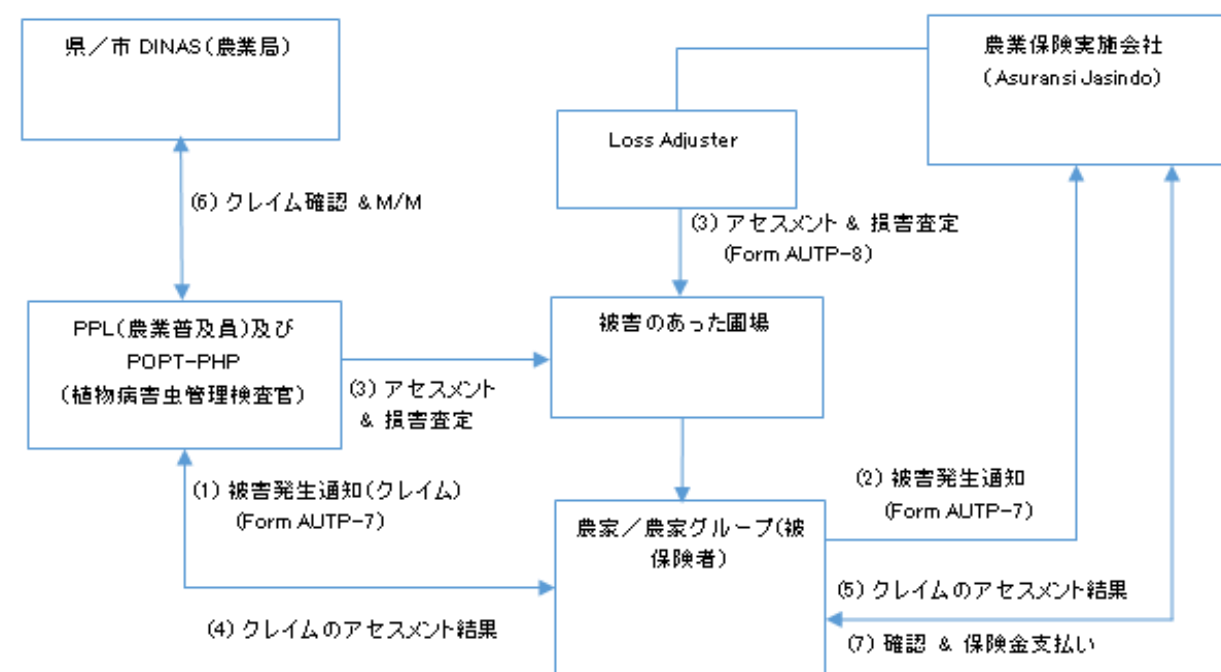 県／市 DINAS（農業局）
農業保険実施会社
（Asuransi Jasindo）
Loss Adjuster
(6) クレイム確認 ＆M/M
(3) アセスメント ＆ 損害査定
(Form AUTP-8)
PPL（農業普及員）及び
POPT-PHP
（植物病害虫管理検査官）
被害のあった圃場
(3) アセスメント
＆ 損害査定
(1) 被害発生通知（クレイム）
(Form AUTP-7)
(2) 被害発生通知
(Form AUTP-7)
農家／農家グループ（被
保険者）
(5) クレイムのアセスメント結果
(4) クレイムのアセスメント結果
(7) 確認 ＆ 保険金支払い